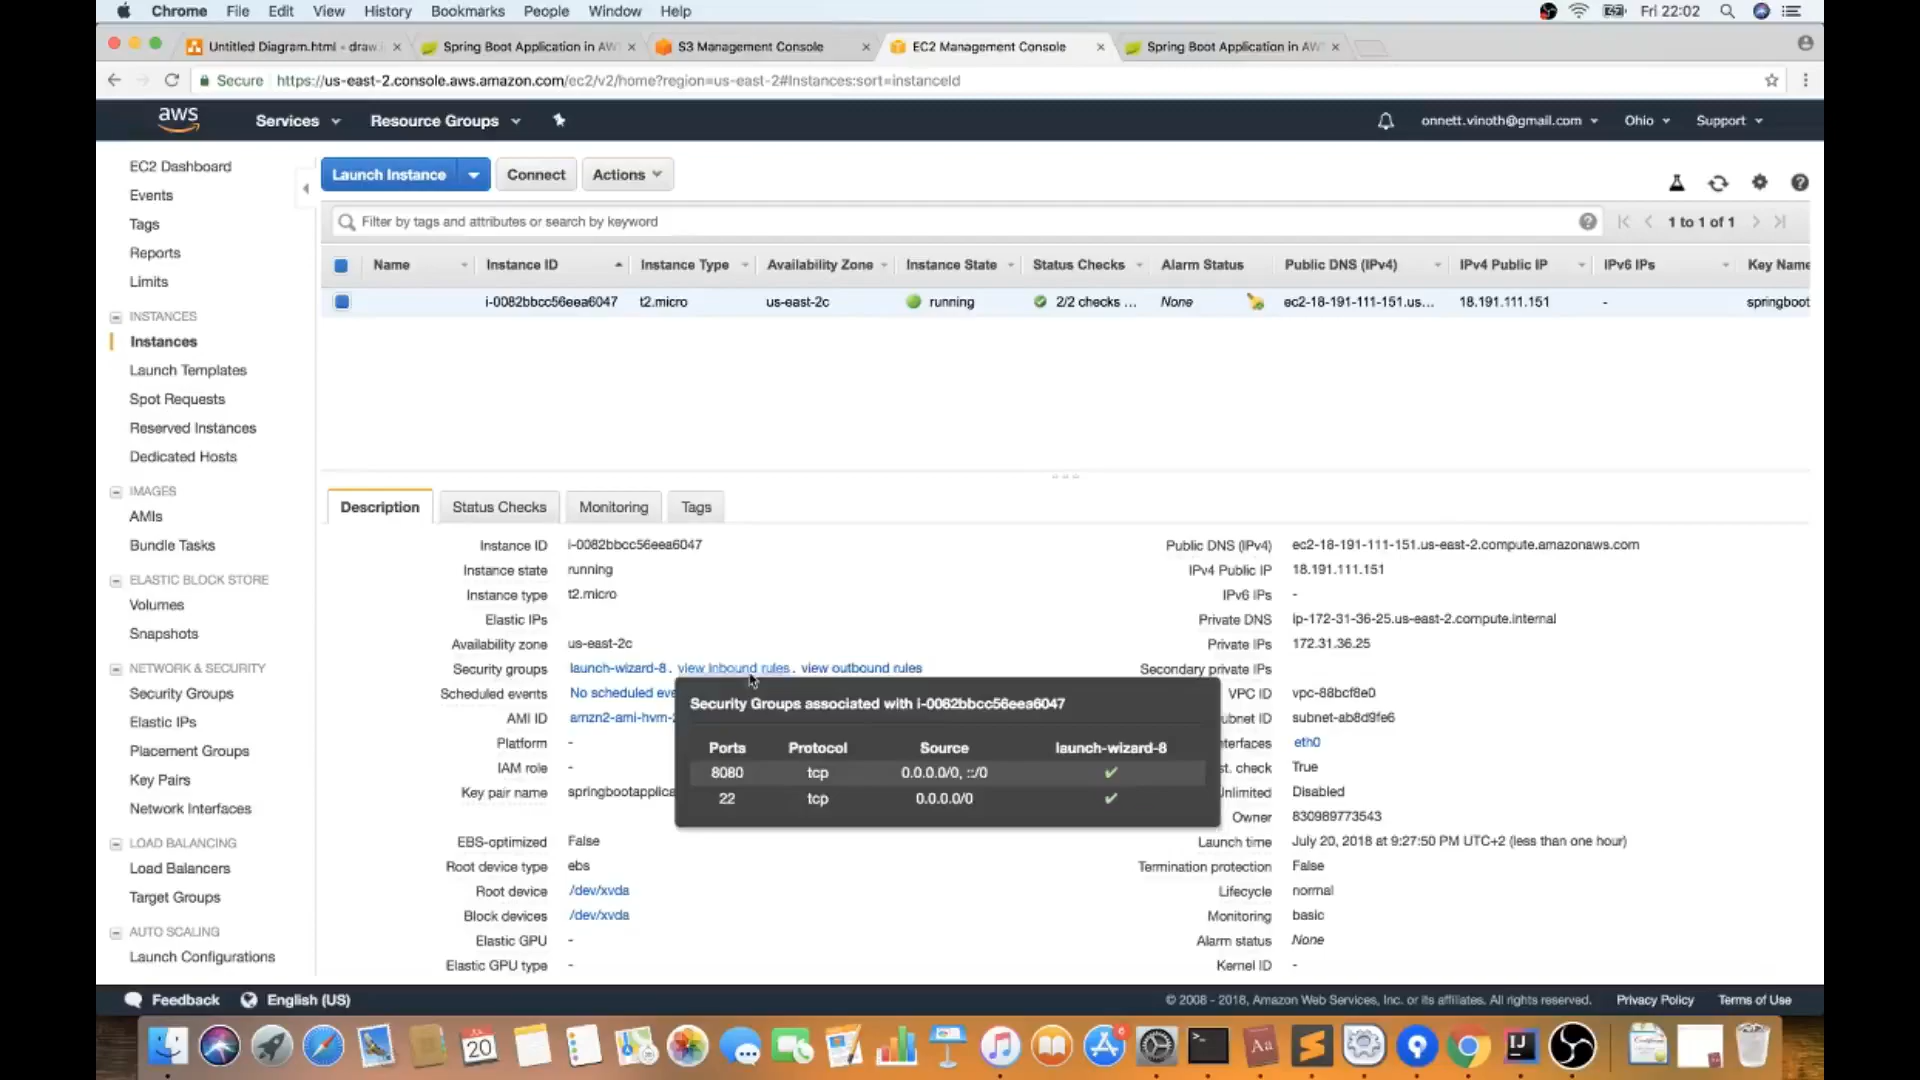 Chrome File Edit View History Bookmarks People Window Help Fri 22:02
Untitled Diagram.html - draw. Spring Boot Application in AW S3 Management Console EC2 Management Console Spring Boot Application in AW
Secure https://us-east-2.console.aws.amazon.com/ec2/v2/home?region=us-east-2#Instances:sort=instanceId
aws Services Resource Groups onnett.vinoth@gmail.com Ohio Support
EC2 Dashboard
Events
Tags
Reports
Limits
INSTANCES
Instances
Launch Templates
Spot Requests
Reserved Instances
Dedicated Hosts
IMAGES
AMIs
Bundle Tasks
ELASTIC BLOCK STORE
Volumes
Snapshots
NETWORK & SECURITY
Security Groups
Elastic IPs
Placement Groups
Key Pairs
Network Interfaces
LOAD BALANCING
Load Balancers
Target Groups
AUTO SCALING
Launch Configurations
Launch Instance Connect Actions
Filter by tags and attributes or search by keyword 1 to 1 of 1
Name Instance ID Instance Type Availability Zone Instance State Status Checks Alarm Status Public DNS (IPv4) IPv4 Public IP IPv6 IPs Key Name
i-0082bbcc56eea6047 t2.micro us-east-2c running 2/2 checks ... None ec2-18-191-111-151.us... 18.191.111.151 - springboot
Description Status Checks Monitoring Tags
Instance ID i-0082bbcc56eea6047
Instance state running
Instance type t2.micro
Elastic IPs
Availability zone us-east-2c
Security groups launch-wizard-8. view inbound rules. view outbound rules
Scheduled events No scheduled eve
AMI ID amzn2-ami-hvm-
Platform -
IAM role -
Key pair name springbootapplica
EBS-optimized False
Root device type ebs
Root device /dev/xvda
Block devices /dev/xvda
Elastic GPU -
Elastic GPU type -
Security Groups associated with i-0082bbcc56eea6047
Ports Protocol Source launch-wizard-8
8080 tcp 0.0.0.0/0, ::/0 ✔
22 tcp 0.0.0.0/0 ✔
Public DNS (IPv4) ec2-18-191-111-151.us-east-2.compute.amazonaws.com
IPv4 Public IP 18.191.111.151
IPv6 IPs -
Private DNS ip-172-31-36-25.us-east-2.compute.internal
Private IPs 172.31.36.25
Secondary private IPs
VPC ID vpc-88bcf8e0
ubnet ID subnet-ab8d9fe6
terfaces eth0
st. check True
nlimited Disabled
Owner 830989773543
Launch time July 20, 2018 at 9:27:50 PM UTC+2 (less than one hour)
Termination protection False
Lifecycle normal
Monitoring basic
Alarm status None
Kernel ID -
Feedback English (US) © 2008 - 2018, Amazon Web Services, Inc. or its affiliates. All rights reserved. Privacy Policy Terms of Use
20
Aa
IJ